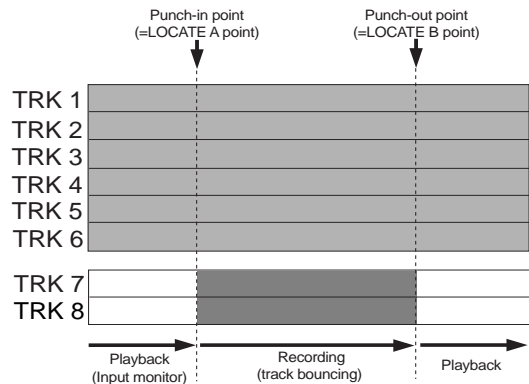 Punch-in point
(=LOCATE A point)
Punch-out point
(=LOCATE B point)
TRK 1
TRK 2
TRK 3
TRK 4
TRK 5
TRK 6
TRK 7
TRK 8
Playback
(Input monitor)
Recording
(track bouncing)
Playback